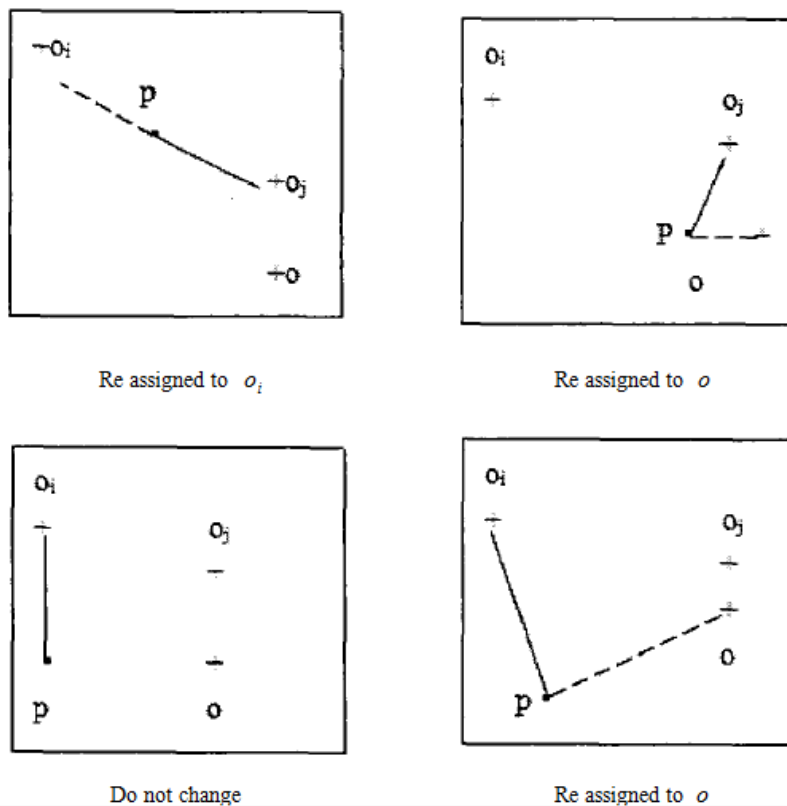 oᵢ
p
oⱼ
o
Re assigned to oᵢ
oᵢ
oⱼ
p
o
Re assigned to o
oᵢ
oⱼ
p
o
Do not change
oᵢ
oⱼ
o
p
Re assigned to o